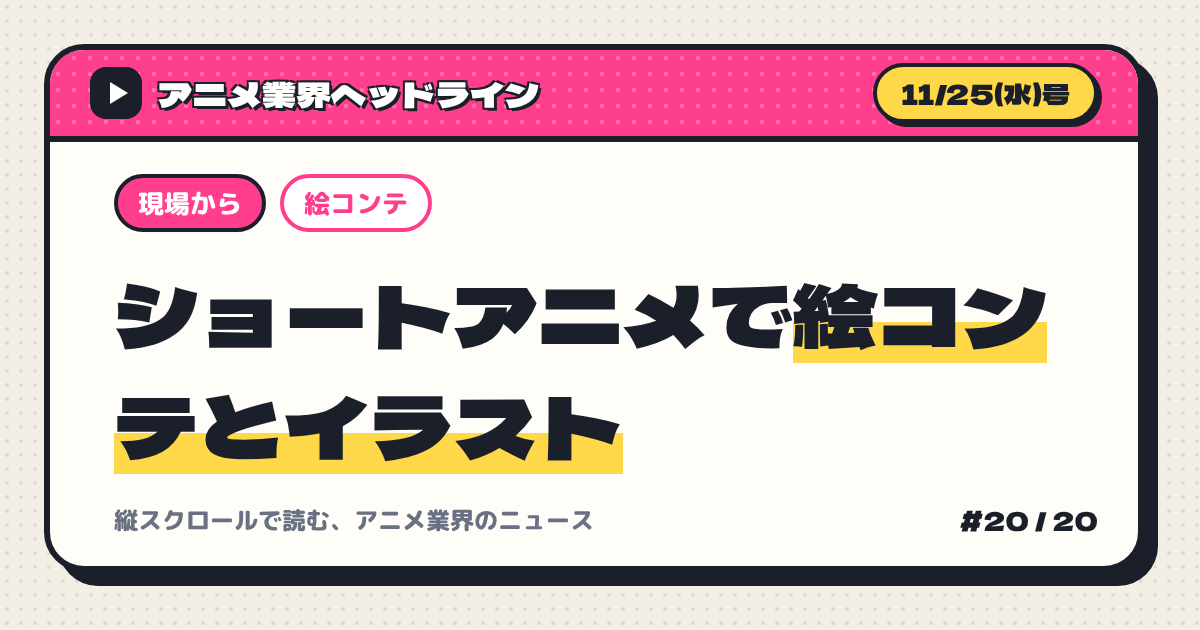 アニメ業界ヘッドライン
11/25(水)号
現場から
絵コンテ
ショートアニメで絵コン
テとイラスト
縦スクロールで読む、アニメ業界のニュース
#20 / 20